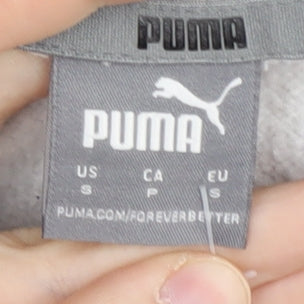 PUMA
PUMA
US CA EU
S P S
PUMA.COM/FOREVERBETTER